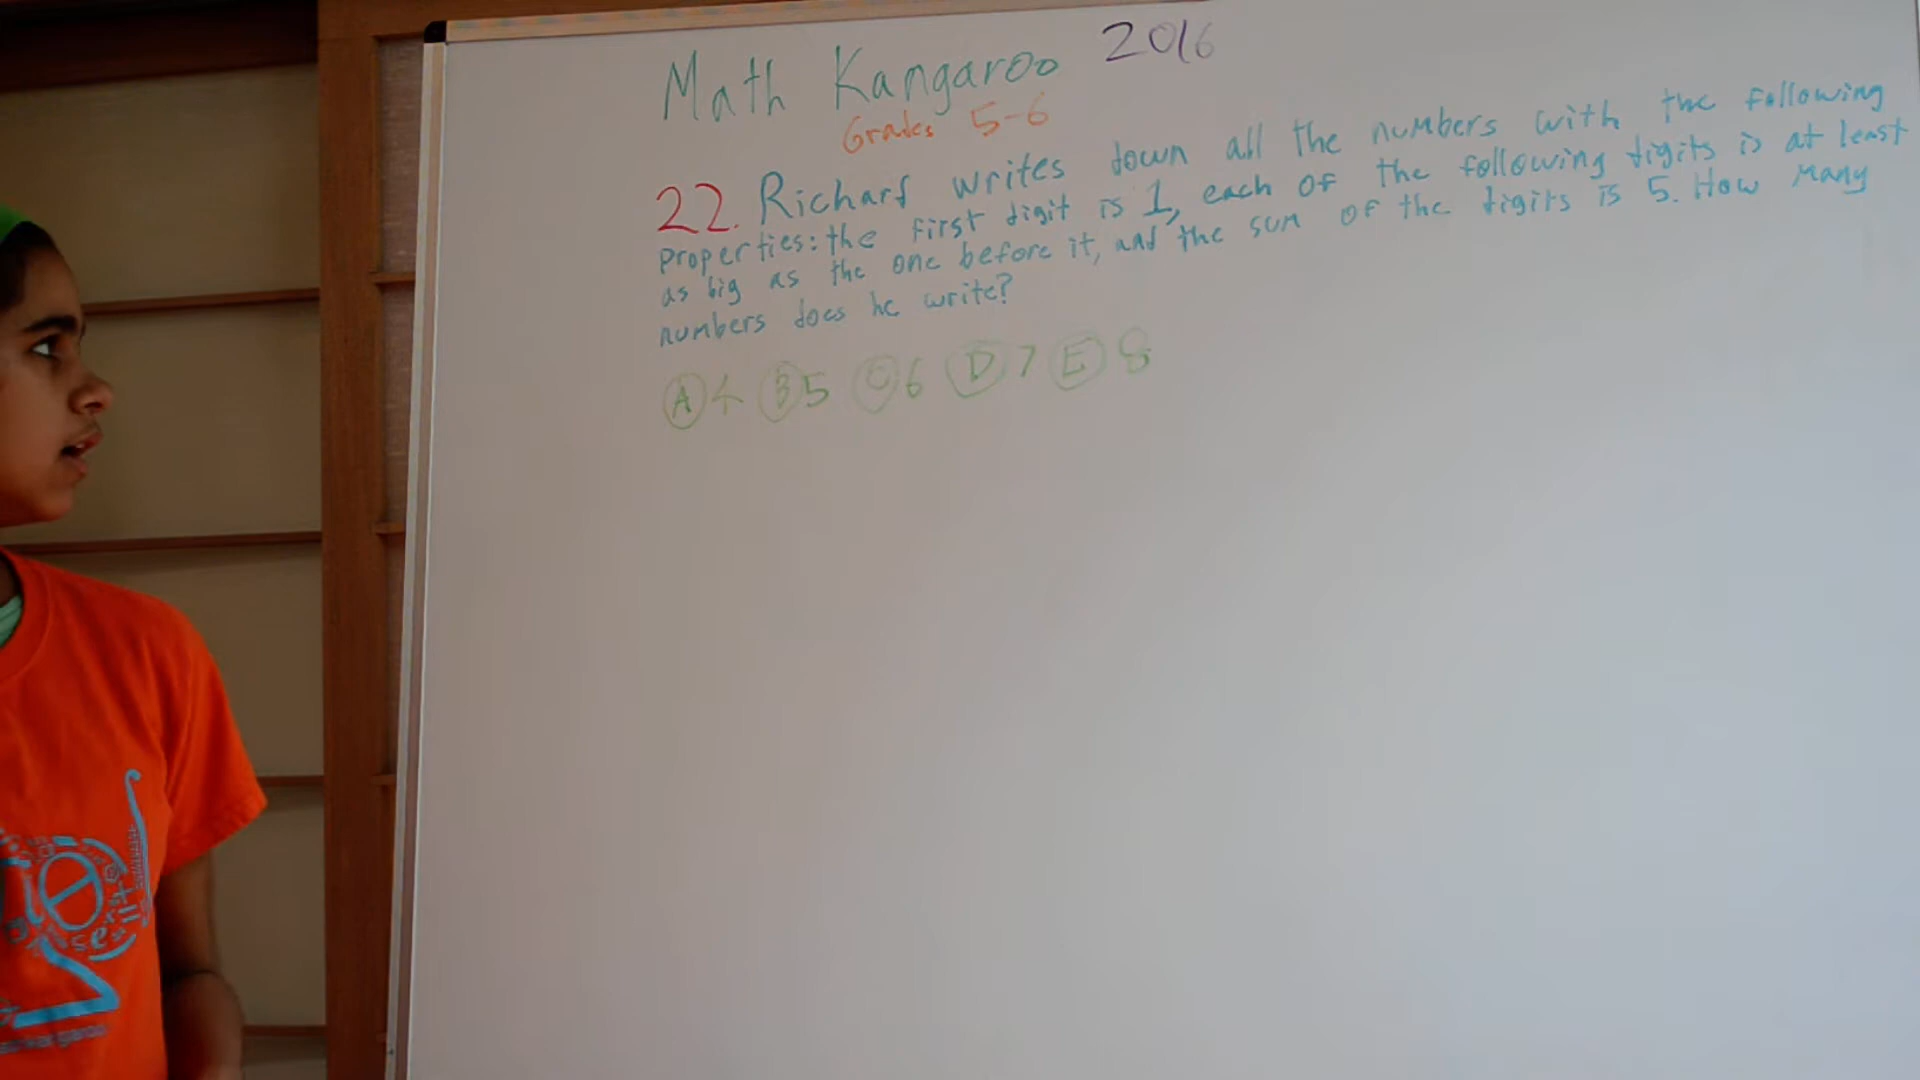 Math Kangaroo 2016
Grades 5-6
22. Richard writes down all the numbers with the following
properties: the first digit is 1, each of the following digits is at least
as big as the one before it, and the sum of the digits is 5. How many
numbers does he write?
A 4 B 5 C 6 D 7 E 8